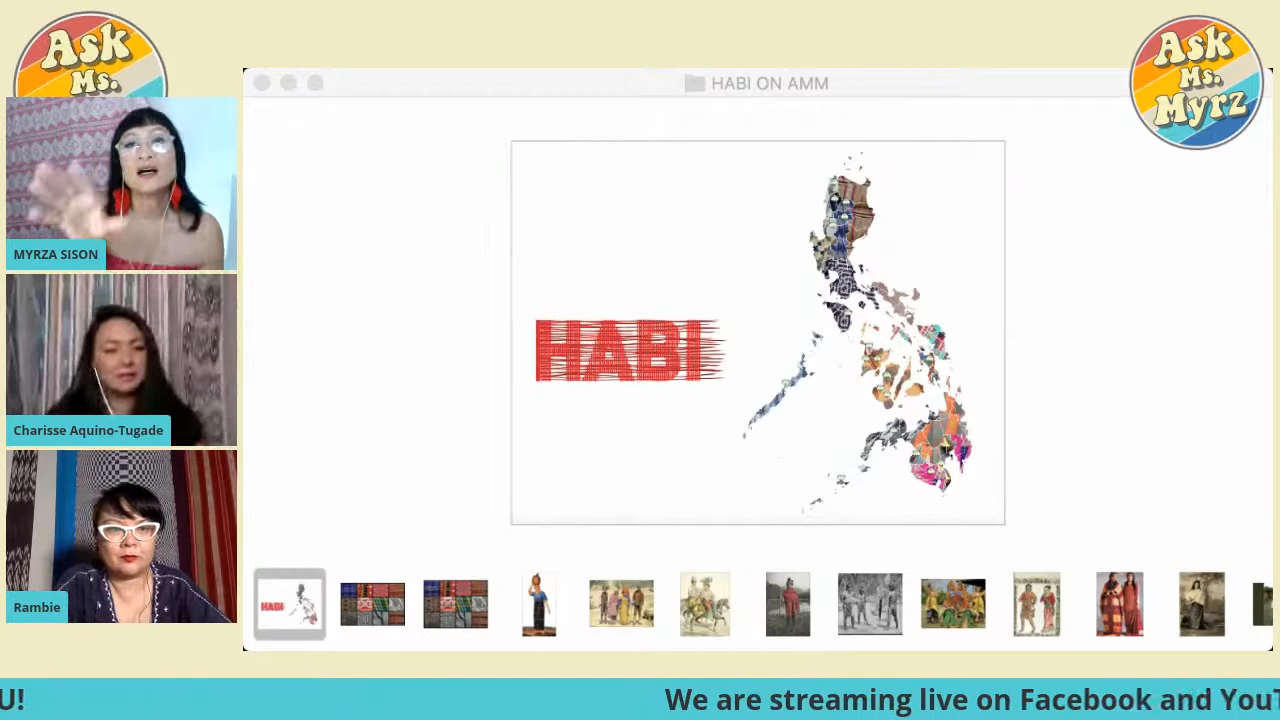 Ask
Ms.
MYRZA SISON
Charisse Aquino-Tugade
Rambie
HABI ON AMM
HABI
HABI
Ask
Ms.
Myrz
U!
We are streaming live on Facebook and YouT